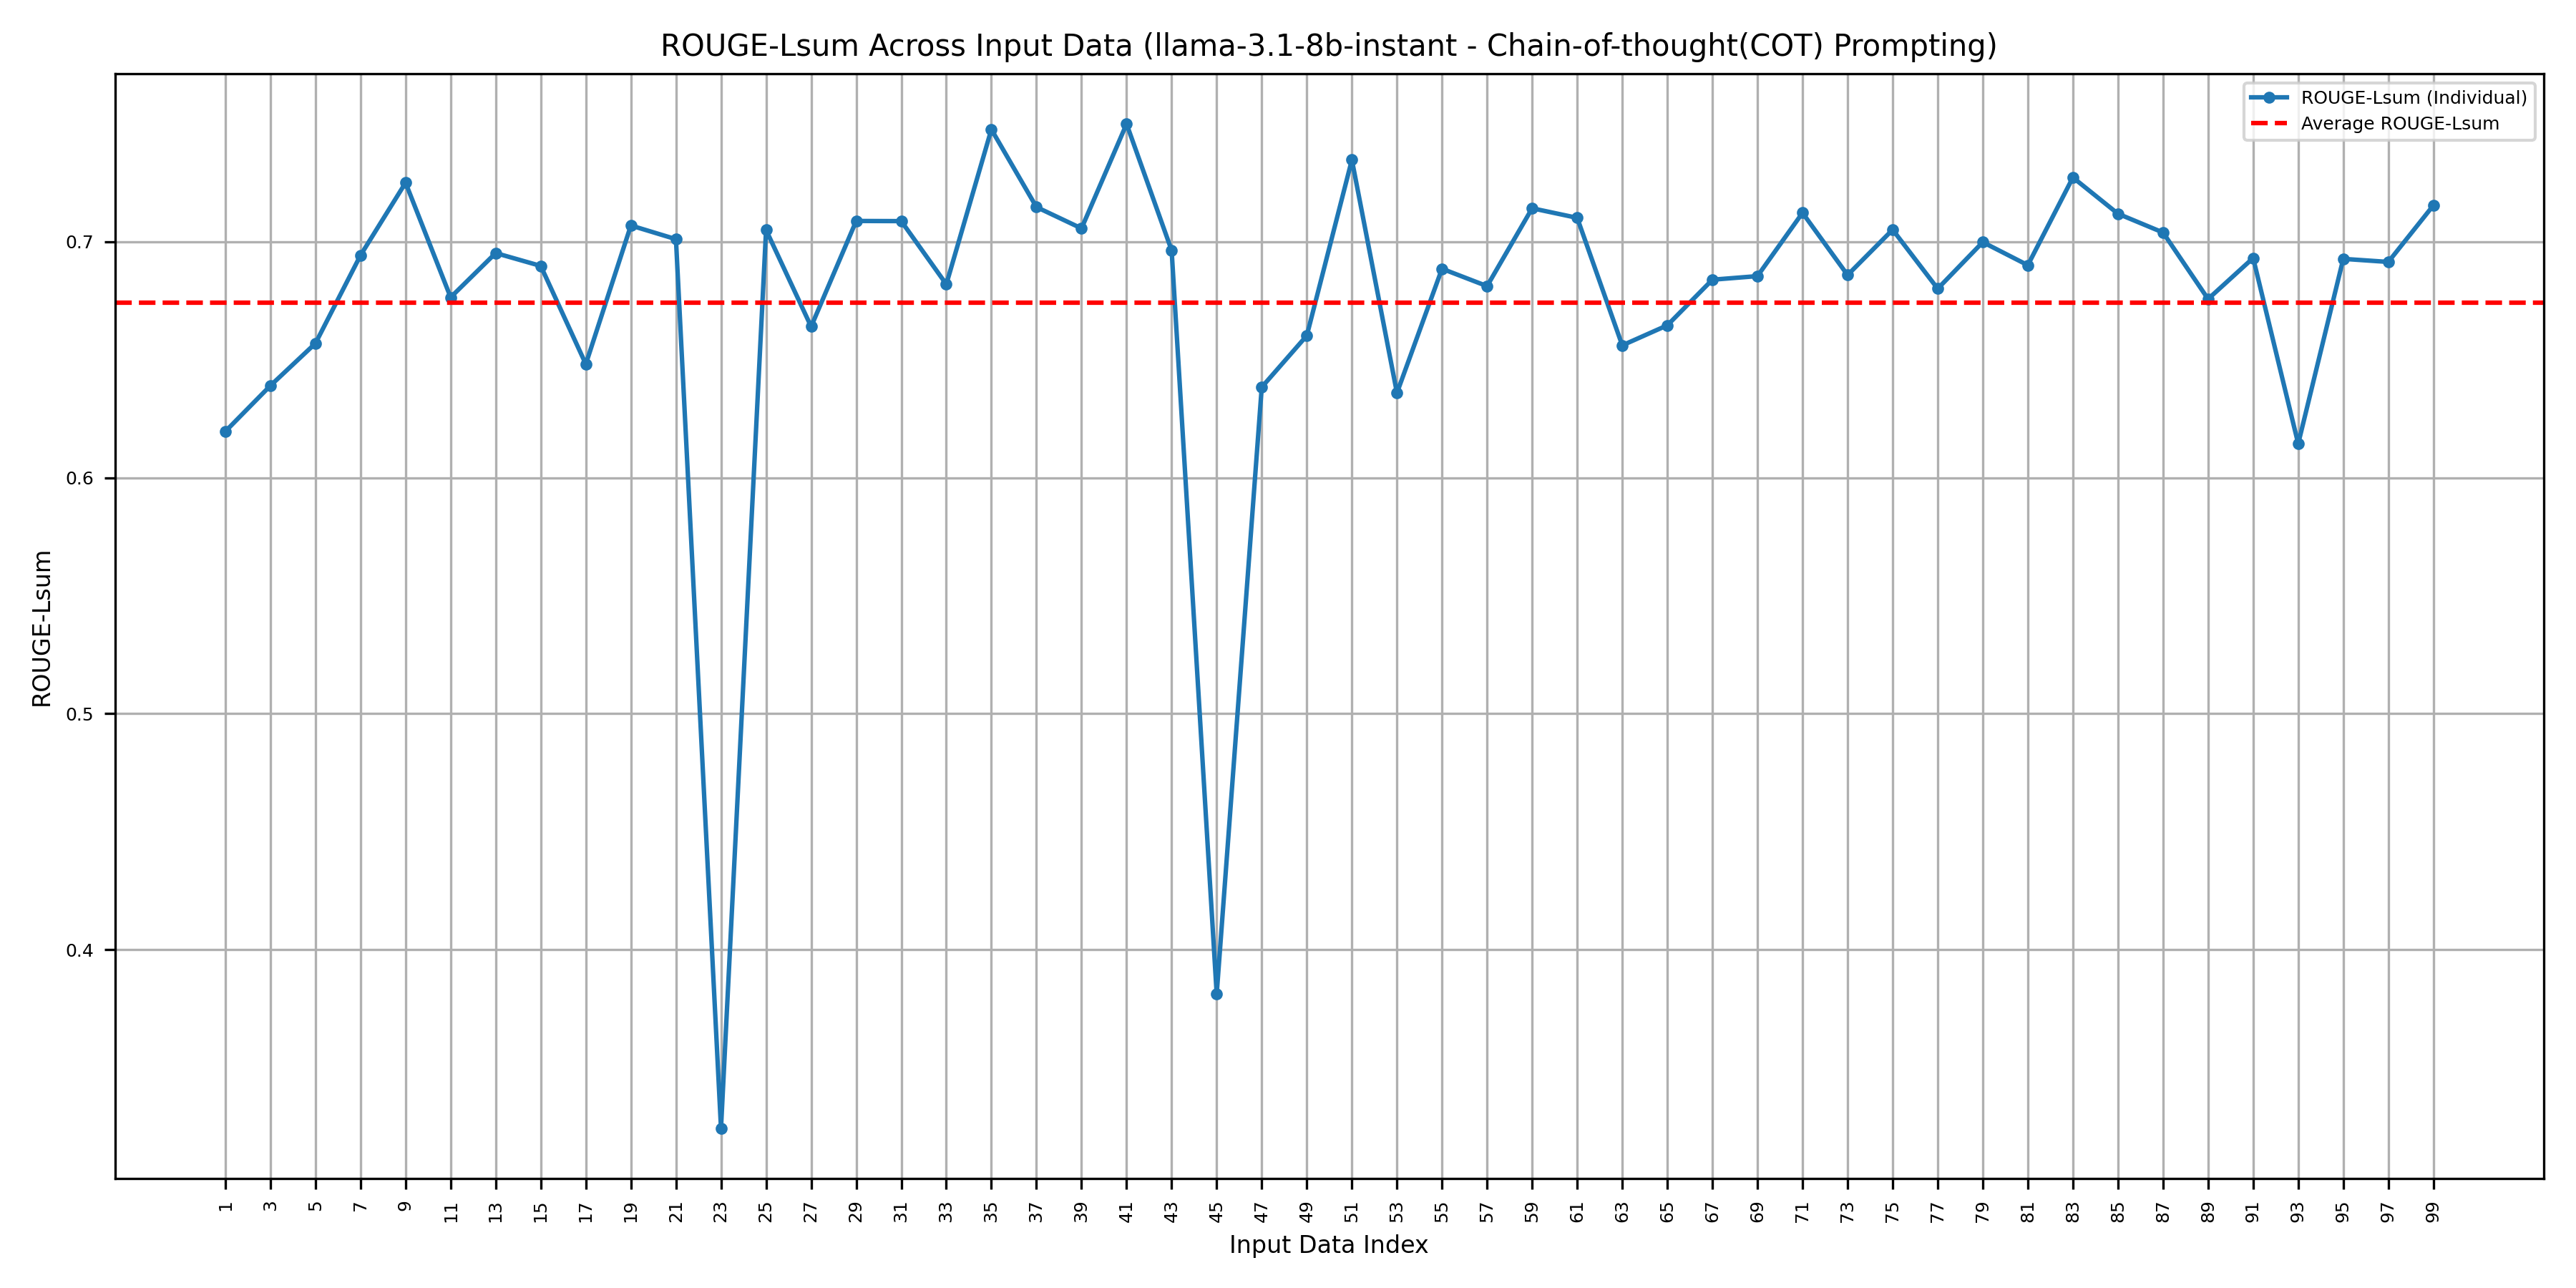 ROUGE-Lsum Across Input Data (llama-3.1-8b-instant - Chain-of-thought(COT) Prompting)
ROUGE-Lsum (Individual)
Average ROUGE-Lsum
ROUGE-Lsum
0.7
0.6
0.5
0.4
1 3 5 7 9 11 13 15 17 19 21 23 25 27 29 31 33 35 37 39 41 43 45 47 49 51 53 55 57 59 61 63 65 67 69 71 73 75 77 79 81 83 85 87 89 91 93 95 97 99
Input Data Index